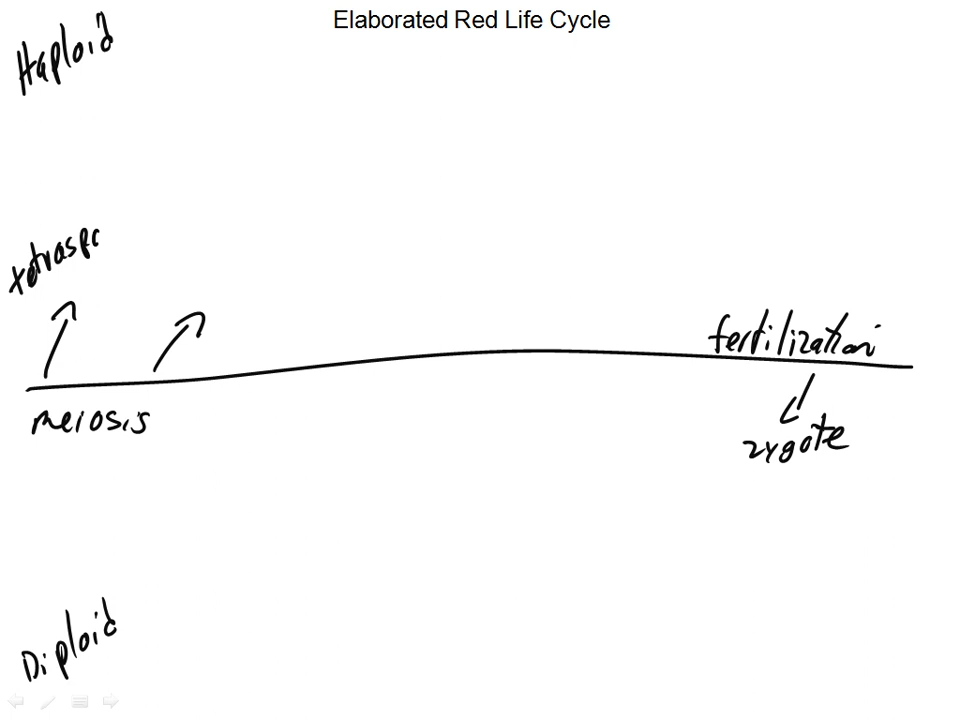 Elaborated Red Life Cycle
Haploid
tetraspo
fertilization
meiosis
zygote
Diploid